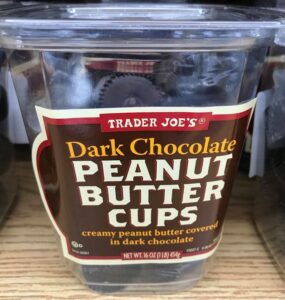 TRADER JOE'S®
Dark Chocolate
PEANUT
BUTTER
CUPS
creamy peanut butter covered
in dark chocolate
NET WT. 16 OZ (1 LB) 454g